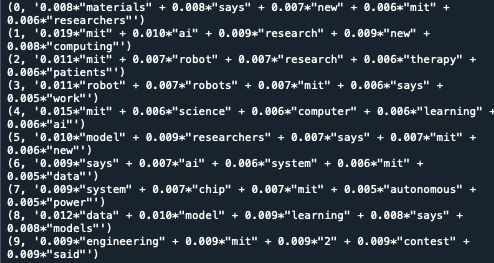 (0, '0.008*"materials" + 0.008*"says" + 0.007*"new" + 0.006*"mit" +
0.006*"researchers"')
(1, '0.019*"mit" + 0.010*"ai" + 0.009*"research" + 0.009*"new" +
0.008*"computing"')
(2, '0.011*"mit" + 0.007*"robot" + 0.007*"research" + 0.006*"therapy" +
0.006*"patients"')
(3, '0.011*"robot" + 0.007*"robots" + 0.007*"mit" + 0.006*"says" +
0.005*"work"')
(4, '0.015*"mit" + 0.006*"science" + 0.006*"computer" + 0.006*"learning" +
0.006*"ai"')
(5, '0.010*"model" + 0.009*"researchers" + 0.007*"says" + 0.007*"mit" +
0.006*"new"')
(6, '0.009*"says" + 0.007*"ai" + 0.006*"system" + 0.006*"mit" +
0.005*"data"')
(7, '0.009*"system" + 0.007*"chip" + 0.007*"mit" + 0.005*"autonomous" +
0.005*"power"')
(8, '0.012*"data" + 0.010*"model" + 0.009*"learning" + 0.008*"says" +
0.008*"models"')
(9, '0.009*"engineering" + 0.009*"mit" + 0.009*"2" + 0.009*"contest" +
0.009*"said"')